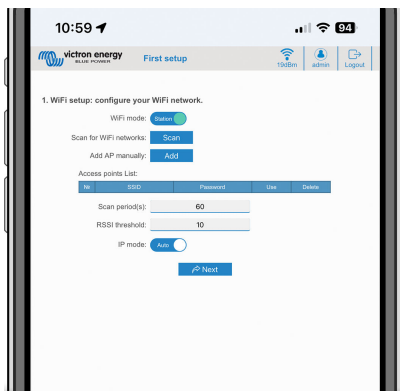 10:59
94
victron energy
BLUE POWER
First setup
19dBm
admin
Logout
1. WiFi setup: configure your WiFi network.
WiFi mode: Station
Scan for WiFi networks: Scan
Add AP manually: Add
Access points List:
№ SSID Password Use Delete
Scan period(s): 60
RSSI threshold: 10
IP mode: Auto
Next